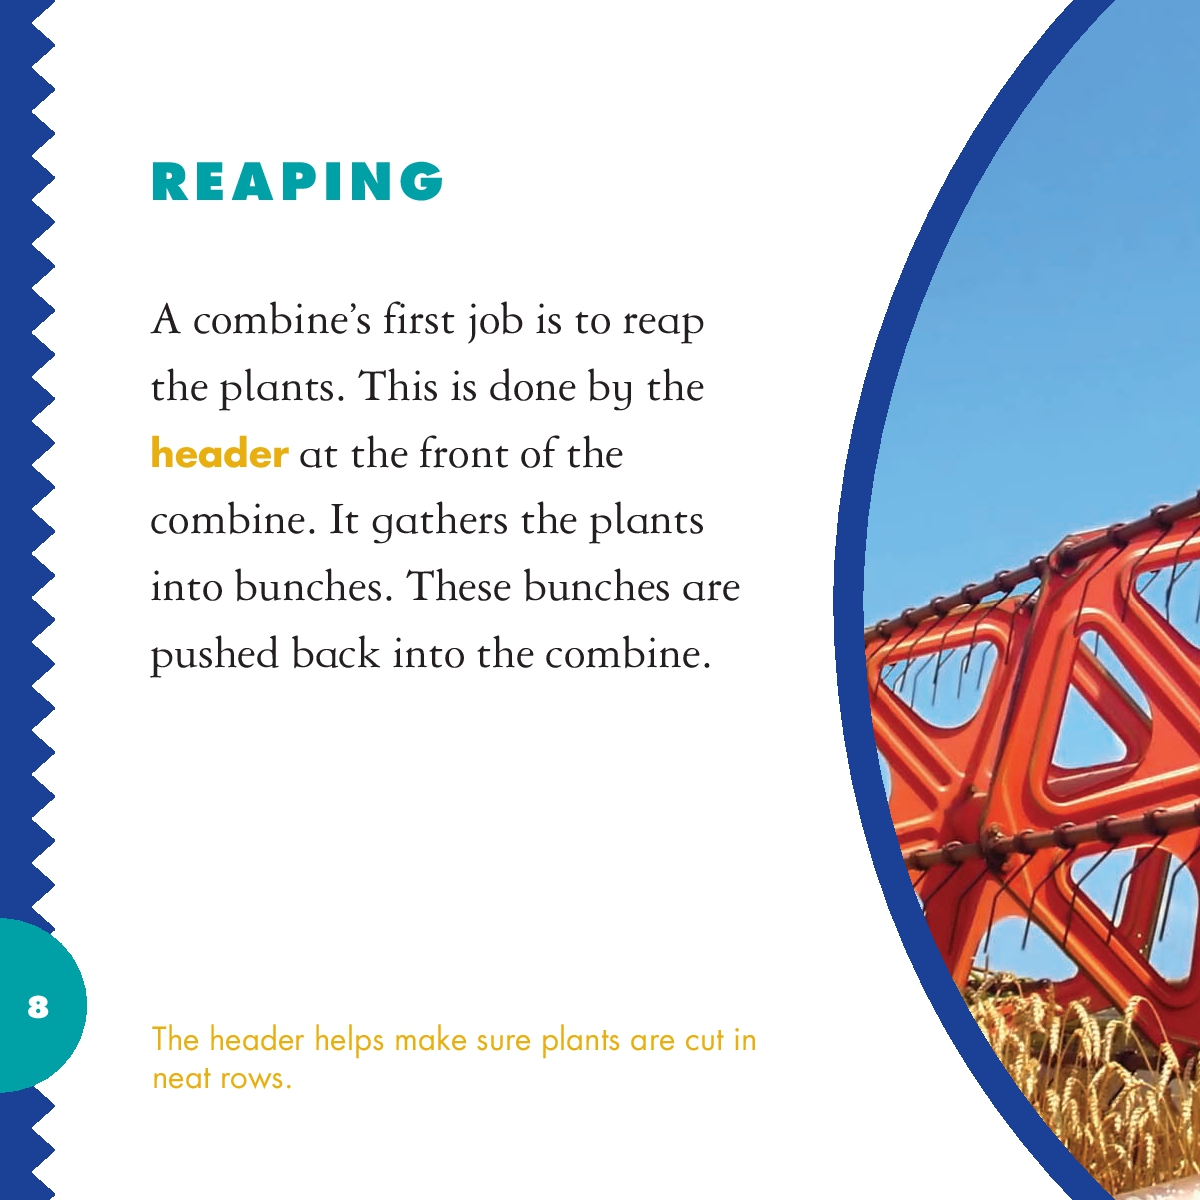 REAPING
A combine’s first job is to reap
the plants. This is done by the
header at the front of the
combine. It gathers the plants
into bunches. These bunches are
pushed back into the combine.
The header helps make sure plants are cut in
neat rows.
8